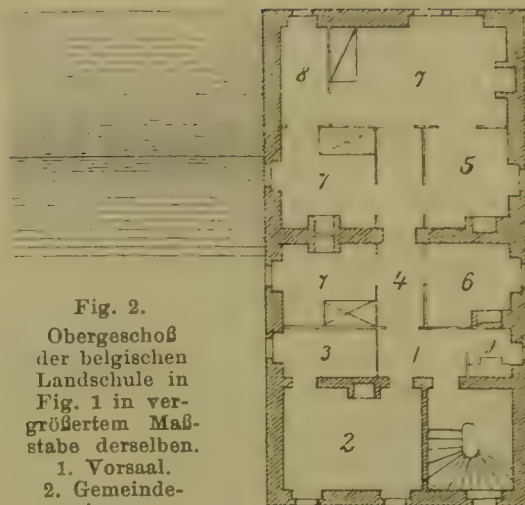 8
7
7
5
7
4
6
3
1
1
2
Fig. 2.
Obergeschoß
der belgischen
Landschule in
Fig. 1 in ver-
größertem Maß-
stabe derselben.
1. Vorsaal.
2. Gemeinde-